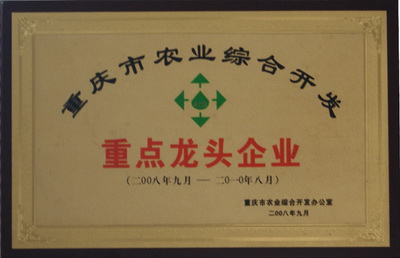 重庆市农业综合开发
重点龙头企业
(二00八年九月 — 二0一0年八月)
重庆市农业综合开发办公室
二00八年九月